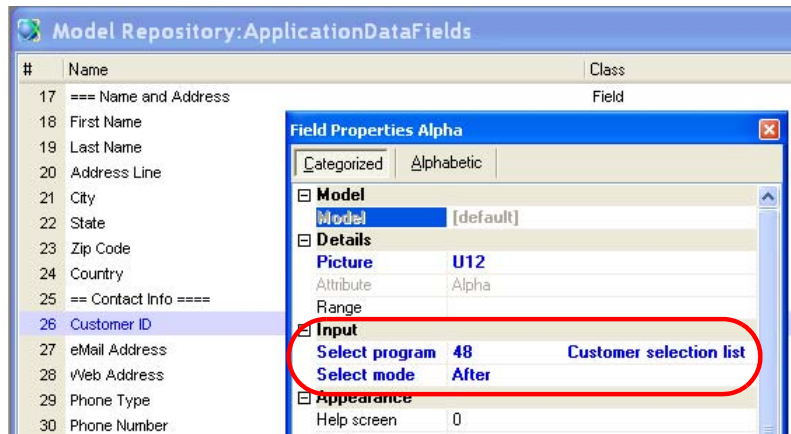 Model Repository:ApplicationDataFields
# Name Class
17 === Name and Address Field
18 First Name
19 Last Name
20 Address Line
21 City
22 State
23 Zip Code
24 Country
25 == Contact Info ====
26 Customer ID
27 eMail Address
28 Web Address
29 Phone Type
30 Phone Number
Field Properties Alpha
Categorized Alphabetic
Model
Model [default]
Details
Picture U12
Attribute Alpha
Range
Input
Select program 48 Customer selection list
Select mode After
Appearance
Help screen 0